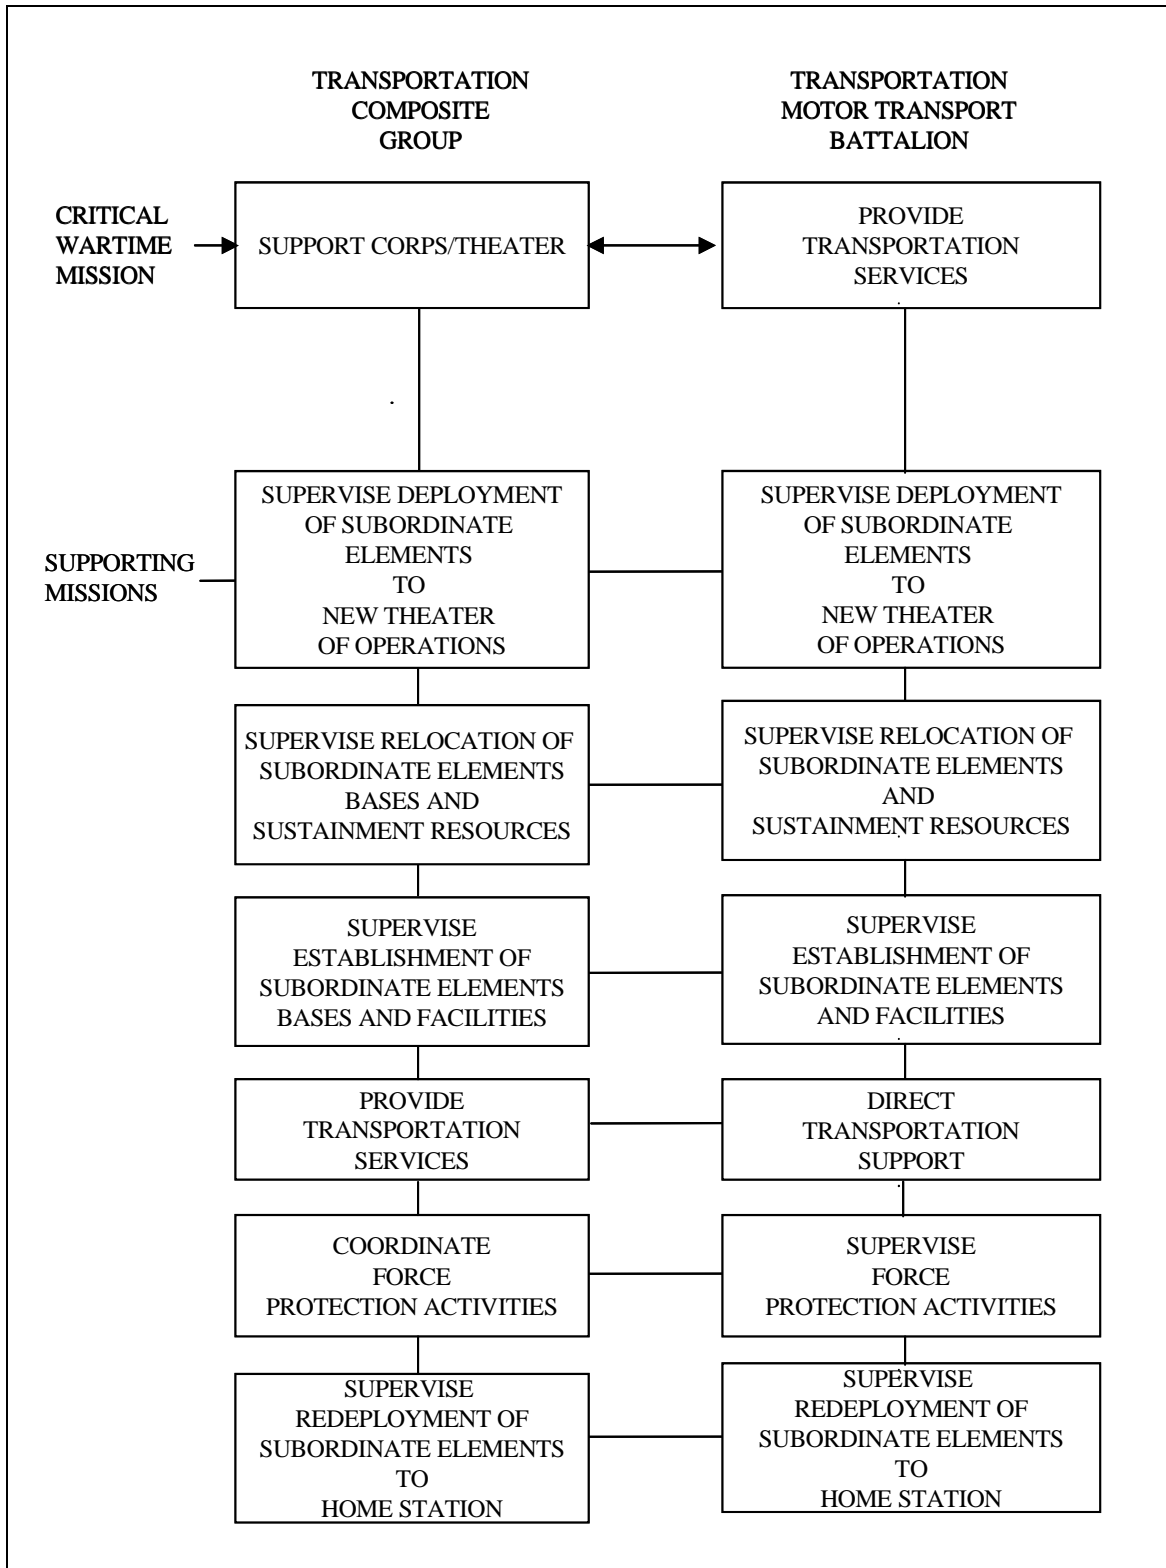 TRANSPORTATION
COMPOSITE
GROUP
TRANSPORTATION
MOTOR TRANSPORT
BATTALION
CRITICAL
WARTIME
MISSION
SUPPORT CORPS/THEATER
PROVIDE
TRANSPORTATION
SERVICES
SUPPORTING
MISSIONS
SUPERVISE DEPLOYMENT
OF SUBORDINATE
ELEMENTS
TO
NEW THEATER
OF OPERATIONS
SUPERVISE DEPLOYMENT
OF SUBORDINATE
ELEMENTS
TO
NEW THEATER
OF OPERATIONS
SUPERVISE RELOCATION OF
SUBORDINATE ELEMENTS
BASES AND
SUSTAINMENT RESOURCES
SUPERVISE RELOCATION OF
SUBORDINATE ELEMENTS
AND
SUSTAINMENT RESOURCES
SUPERVISE
ESTABLISHMENT OF
SUBORDINATE ELEMENTS
BASES AND FACILITIES
SUPERVISE
ESTABLISHMENT OF
SUBORDINATE ELEMENTS
AND FACILITIES
PROVIDE
TRANSPORTATION
SERVICES
DIRECT
TRANSPORTATION
SUPPORT
COORDINATE
FORCE
PROTECTION ACTIVITIES
SUPERVISE
FORCE
PROTECTION ACTIVITIES
SUPERVISE
REDEPLOYMENT OF
SUBORDINATE ELEMENTS
TO
HOME STATION
SUPERVISE
REDEPLOYMENT OF
SUBORDINATE ELEMENTS
TO
HOME STATION